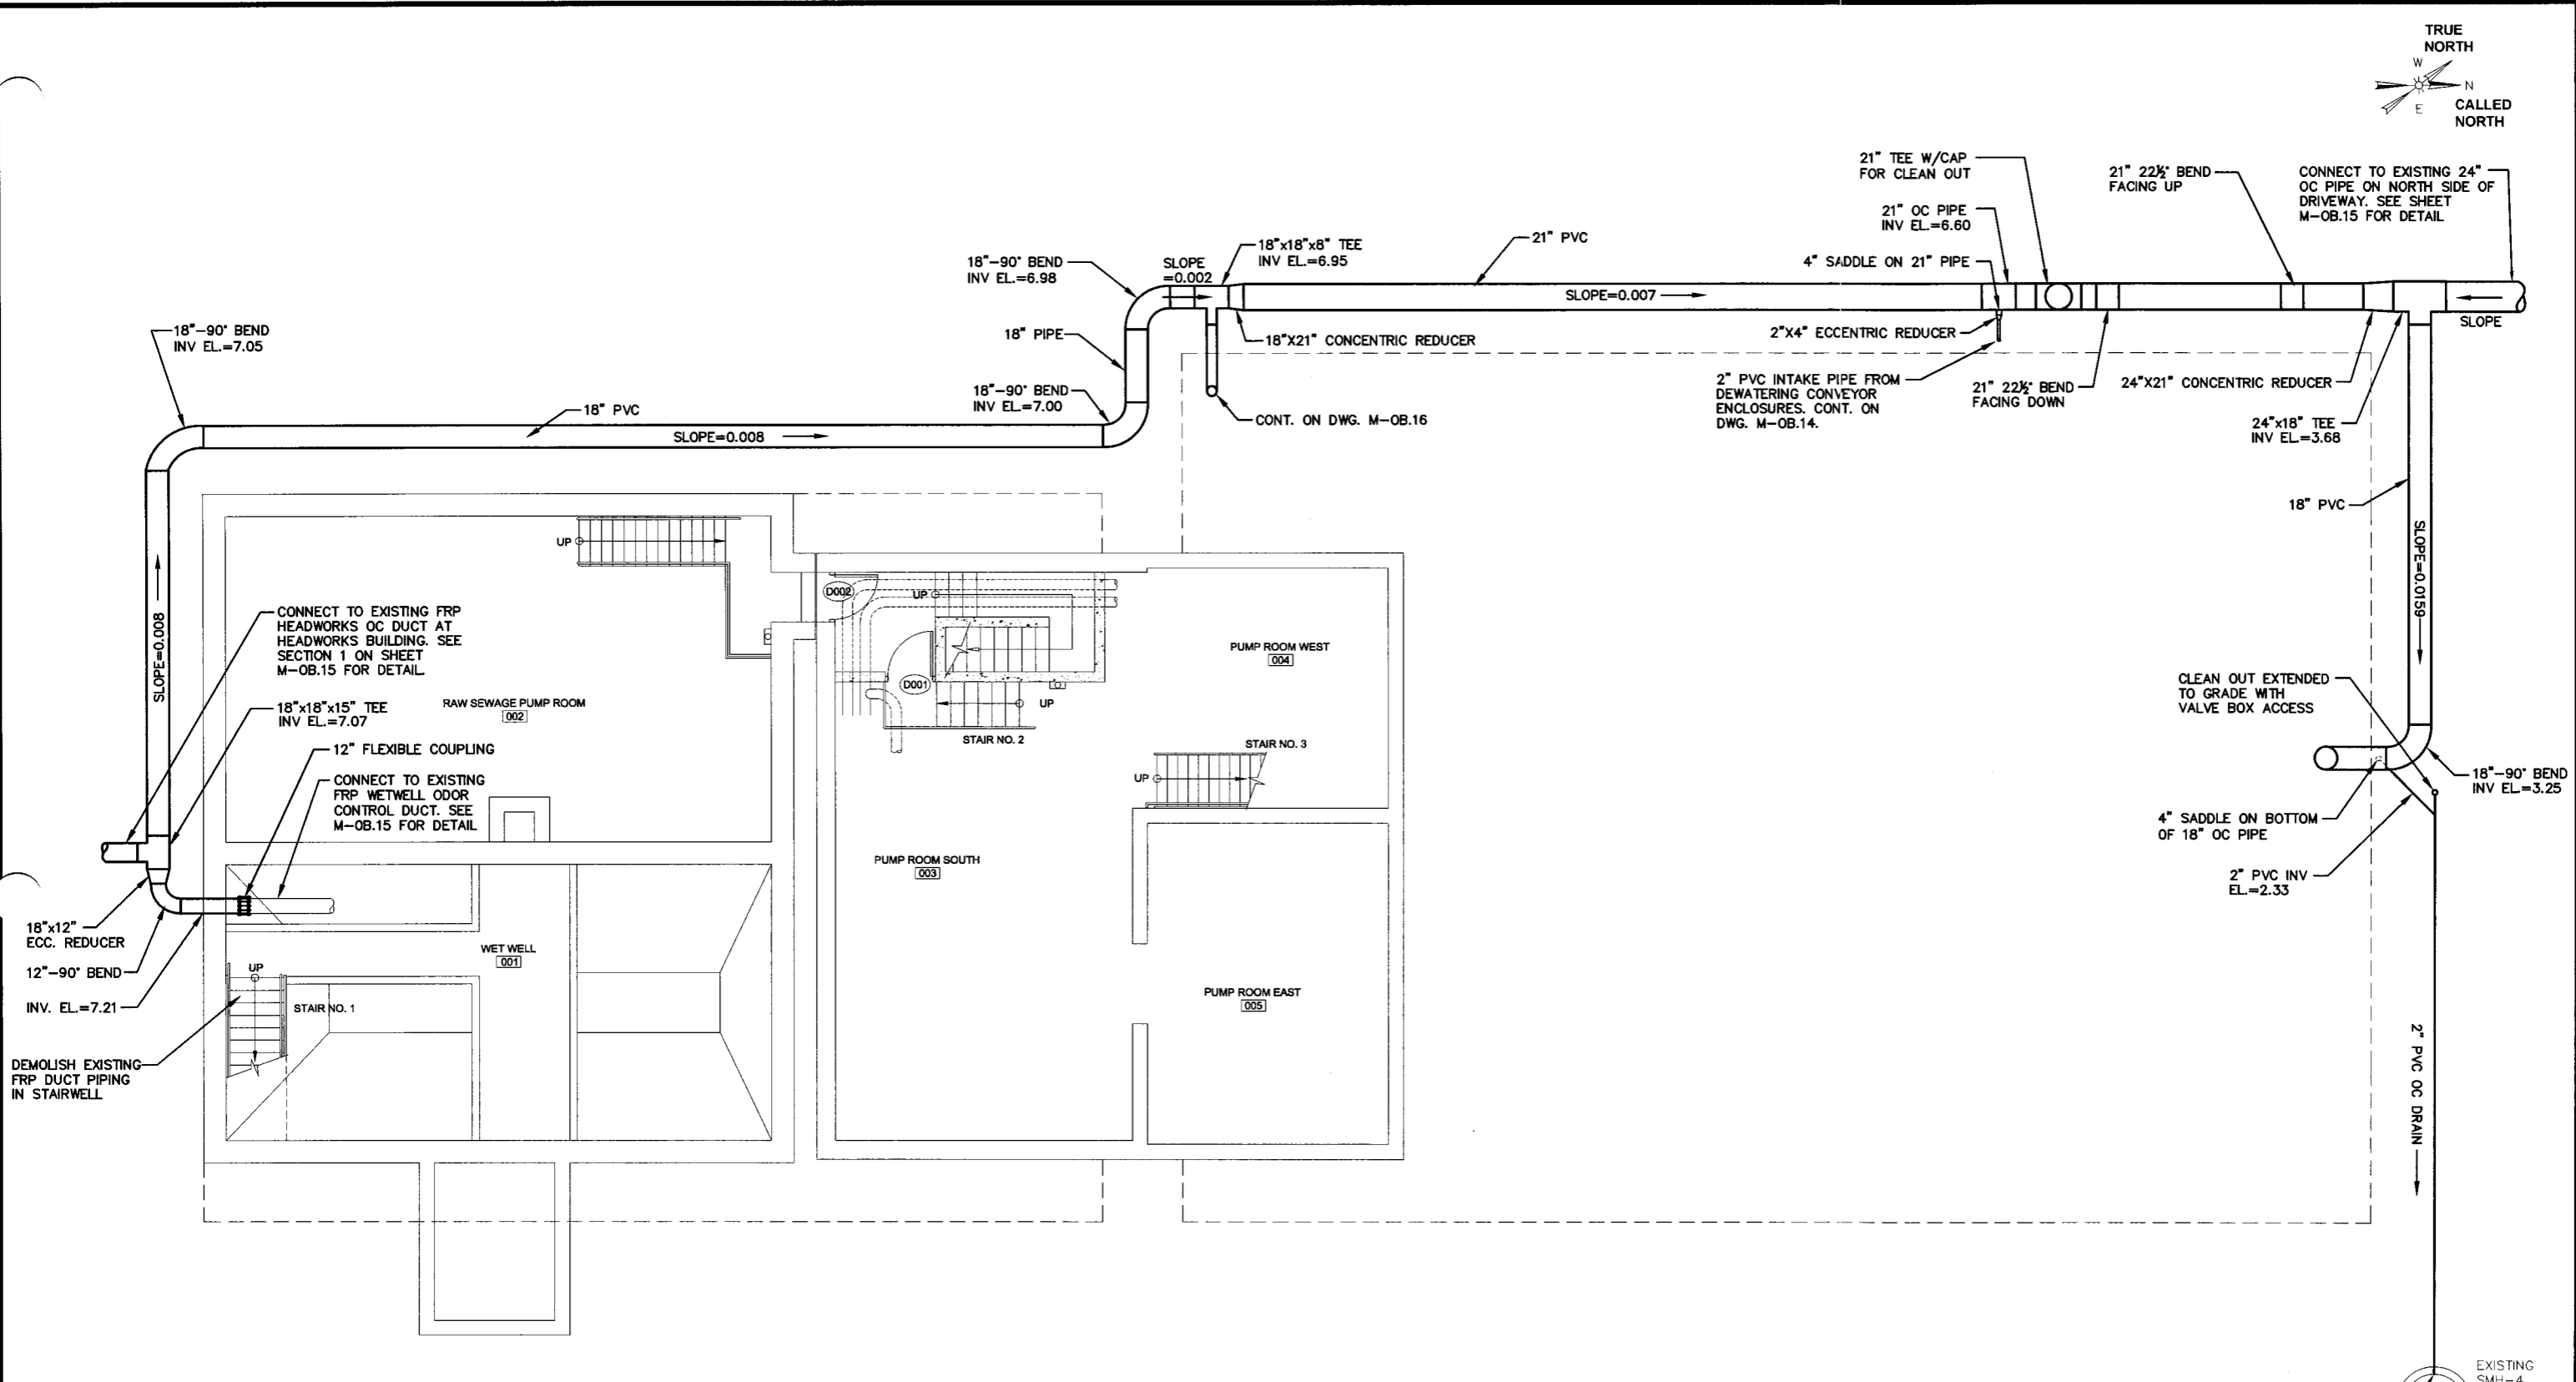 TRUE
NORTH
W
N
E
CALLED
NORTH
21" TEE W/CAP
FOR CLEAN OUT
21" 22½° BEND
FACING UP
CONNECT TO EXISTING 24"
OC PIPE ON NORTH SIDE OF
DRIVEWAY. SEE SHEET
M-0B.15 FOR DETAIL
21" OC PIPE
INV EL.=6.60
18"-90° BEND
INV EL.=6.98
SLOPE
=0.002
18"x18"x8" TEE
INV EL.=6.95
21" PVC
4" SADDLE ON 21" PIPE
SLOPE=0.007
SLOPE
18"-90° BEND
INV EL.=7.05
18" PIPE
18"X21" CONCENTRIC REDUCER
2"X4" ECCENTRIC REDUCER
18"-90° BEND
INV EL.=7.00
2" PVC INTAKE PIPE FROM
DEWATERING CONVEYOR
ENCLOSURES. CONT. ON
DWG. M-0B.14.
21" 22½° BEND
FACING DOWN
24"X21" CONCENTRIC REDUCER
18" PVC
CONT. ON DWG. M-0B.16
24"x18" TEE
INV EL.=3.68
SLOPE=0.008
18" PVC
SLOPE=0.0159
UP
D002
UP
SLOPE=0.008
CONNECT TO EXISTING FRP
HEADWORKS OC DUCT AT
HEADWORKS BUILDING. SEE
SECTION 1 ON SHEET
M-0B.15 FOR DETAIL
PUMP ROOM WEST
004
CLEAN OUT EXTENDED
TO GRADE WITH
VALVE BOX ACCESS
D001
UP
RAW SEWAGE PUMP ROOM
002
18"x18"x15" TEE
INV EL.=7.07
STAIR NO. 2
STAIR NO. 3
12" FLEXIBLE COUPLING
UP
CONNECT TO EXISTING
FRP WETWELL ODOR
CONTROL DUCT. SEE
M-0B.15 FOR DETAIL
18"-90° BEND
INV EL.=3.25
4" SADDLE ON BOTTOM
OF 18" OC PIPE
PUMP ROOM SOUTH
003
2" PVC INV
EL.=2.33
18"x12"
ECC. REDUCER
12"-90° BEND
WET WELL
001
UP
INV. EL.=7.21
STAIR NO. 1
PUMP ROOM EAST
005
DEMOLISH EXISTING
FRP DUCT PIPING
IN STAIRWELL
2" PVC OC DRAIN
EXISTING
SMH-4